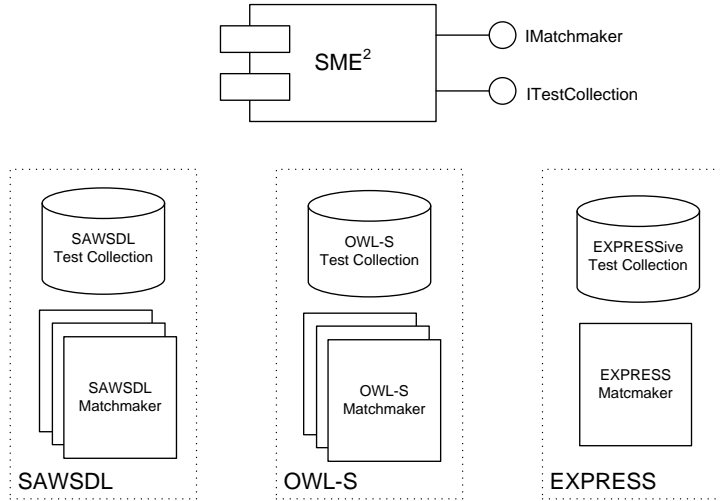 SME²
IMatchmaker
ITestCollection
SAWSDL
Test Collection
SAWSDL
Matchmaker
SAWSDL
OWL-S
Test Collection
OWL-S
Matchmaker
OWL-S
EXPRESSive
Test Collection
EXPRESS
Matcmaker
EXPRESS